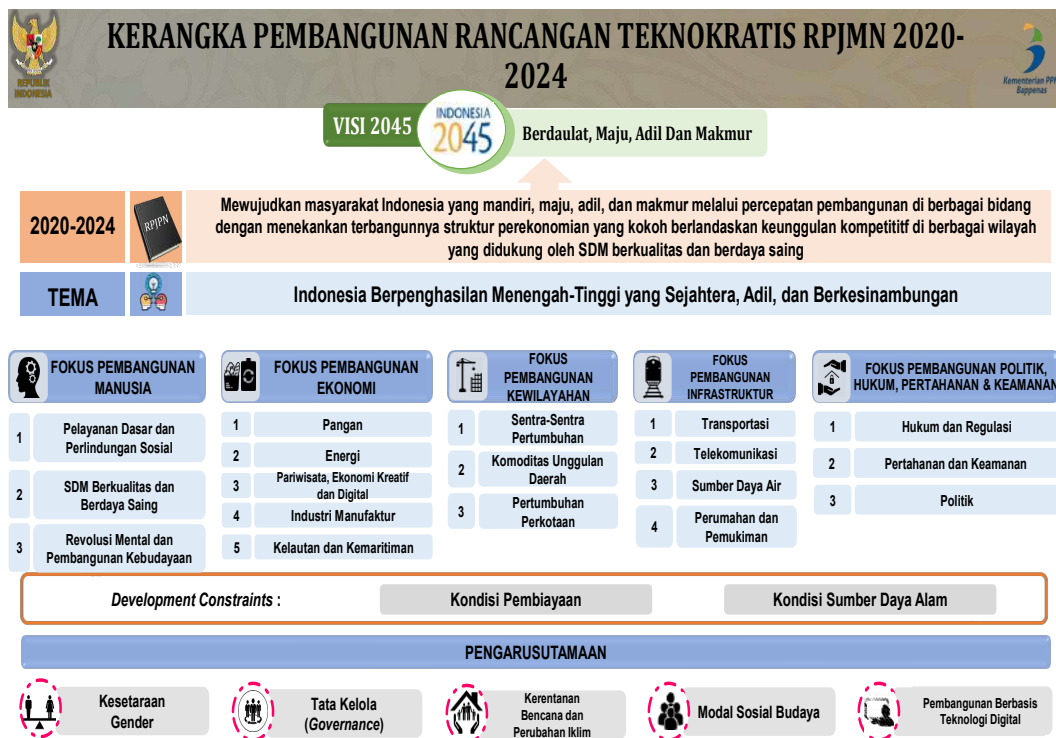 KERANGKA PEMBANGUNAN RANCANGAN TEKNOKRATIS RPJMN 2020-
2024
REPUBLIK
INDONESIA
Kementerian PPN
Bappenas
VISI 2045
INDONESIA
2045
Berdaulat, Maju, Adil Dan Makmur
2020-2024
RPJPN
Mewujudkan masyarakat Indonesia yang mandiri, maju, adil, dan makmur melalui percepatan pembangunan di berbagai bidang
dengan menekankan terbangunnya struktur perekonomian yang kokoh berlandaskan keunggulan kompetititf di berbagai wilayah
yang didukung oleh SDM berkualitas dan berdaya saing
TEMA
Indonesia Berpenghasilan Menengah-Tinggi yang Sejahtera, Adil, dan Berkesinambungan
FOKUS PEMBANGUNAN
MANUSIA
1 Pelayanan Dasar dan
Perlindungan Sosial
2 SDM Berkualitas dan
Berdaya Saing
3 Revolusi Mental dan
Pembangunan Kebudayaan
FOKUS PEMBANGUNAN
EKONOMI
1 Pangan
2 Energi
3 Pariwisata, Ekonomi Kreatif
dan Digital
4 Industri Manufaktur
5 Kelautan dan Kemaritiman
FOKUS
PEMBANGUNAN
KEWILAYAHAN
1 Sentra-Sentra
Pertumbuhan
2 Komoditas Unggulan
Daerah
3 Pertumbuhan
Perkotaan
FOKUS
PEMBANGUNAN
INFRASTRUKTUR
1 Transportasi
2 Telekomunikasi
3 Sumber Daya Air
4 Perumahan dan
Pemukiman
FOKUS PEMBANGUNAN POLITIK,
HUKUM, PERTAHANAN & KEAMANAN
1 Hukum dan Regulasi
2 Pertahanan dan Keamanan
3 Politik
Development Constraints :
Kondisi Pembiayaan
Kondisi Sumber Daya Alam
PENGARUSUTAMAAN
Kesetaraan
Gender
Tata Kelola
(Governance)
Kerentanan
Bencana dan
Perubahan Iklim
Modal Sosial Budaya
Pembangunan Berbasis
Teknologi Digital